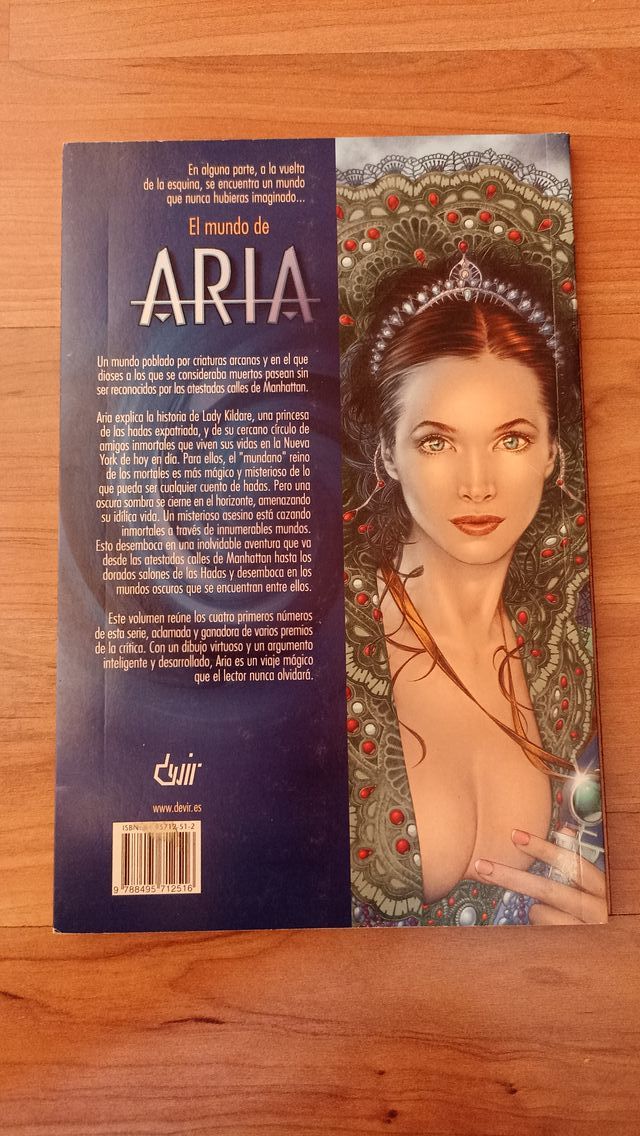 En alguna parte, a la vuelta
de la esquina, se encuentra un mundo
que nunca hubieras imaginado...
El mundo de
ARIA
Un mundo poblado por criaturas arcanas y en el que
dioses a los que se consideraba muertos pasean sin
ser reconocidos por las atestadas calles de Manhattan.
Aria explica la historia de Lady Kildare, una princesa
de las hadas expatriada, y de su cercano círculo de
amigos inmortales que viven sus vidas en la Nueva
York de hoy en día. Para ellos, el "mundano" reino
de los mortales es más mágico y misterioso de lo
que pueda ser cualquier cuento de hadas. Pero una
oscura sombra se cierne en el horizonte, amenazando
su idílica vida. Un misterioso asesino está cazando
inmortales a través de innumerables mundos.
Esto desemboca en una inolvidable aventura que va
desde las atestadas calles de Manhattan hasta los
dorados salones de las Hadas y desemboca en los
mundos oscuros que se encuentran entre ellos.
Este volumen reúne los cuatro primeros números
de esta serie, aclamada y ganadora de varios premios
de la crítica. Con un dibujo virtuoso y un argumento
inteligente y desarrollado, Aria es un viaje mágico
que el lector nunca olvidará.
devir
www.devir.es
ISBN: 95712-51-2
9 788495 712516